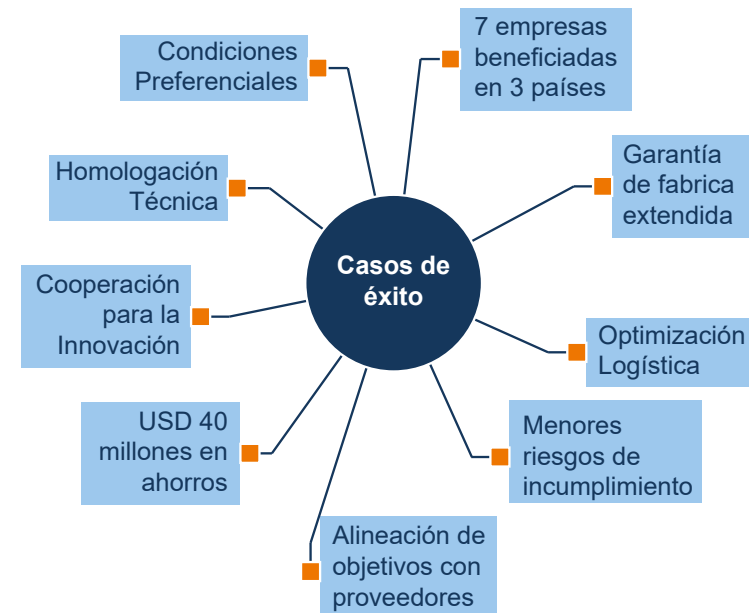 Condiciones
Preferenciales
7 empresas
beneficiadas
en 3 países
Homologación
Técnica
Garantía
de fabrica
extendida
Casos de
éxito
Cooperación
para la
Innovación
Optimización
Logística
USD 40
millones en
ahorros
Menores
riesgos de
incumplimiento
Alineación de
objetivos con
proveedores